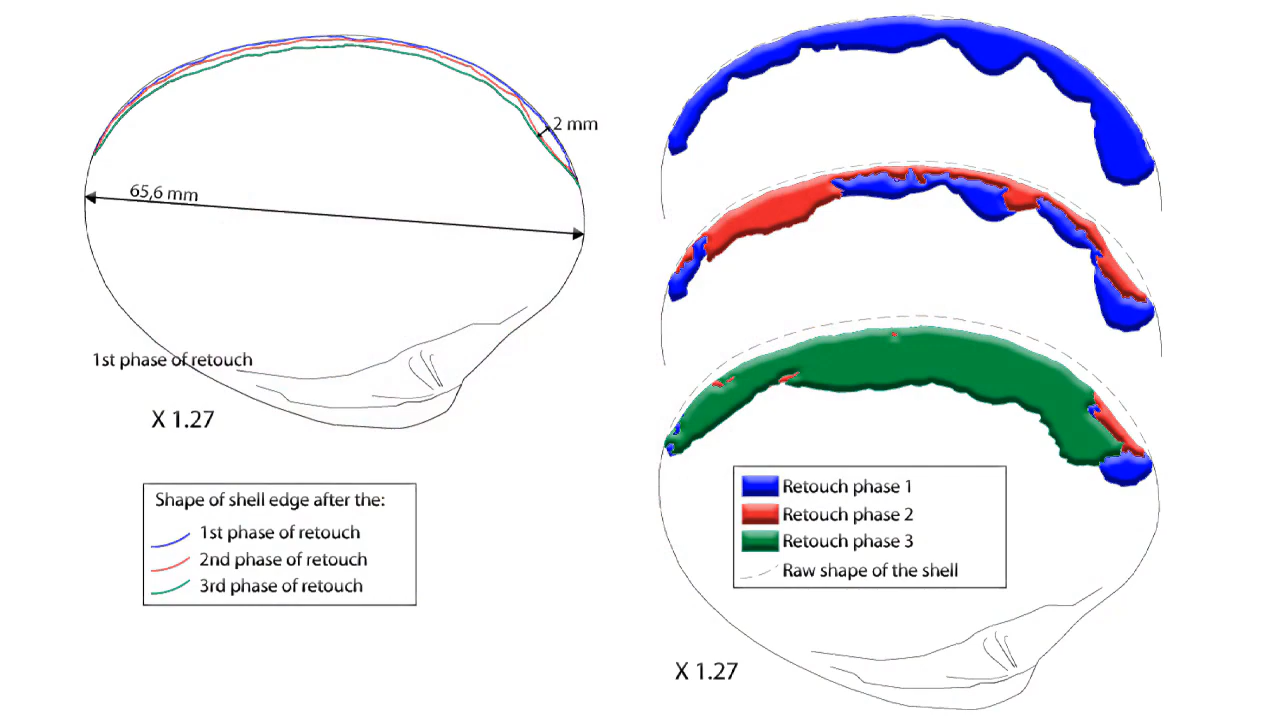 2 mm
65,6 mm
1st phase of retouch
X 1.27
Shape of shell edge after the:
1st phase of retouch
2nd phase of retouch
3rd phase of retouch
Retouch phase 1
Retouch phase 2
Retouch phase 3
Raw shape of the shell
X 1.27